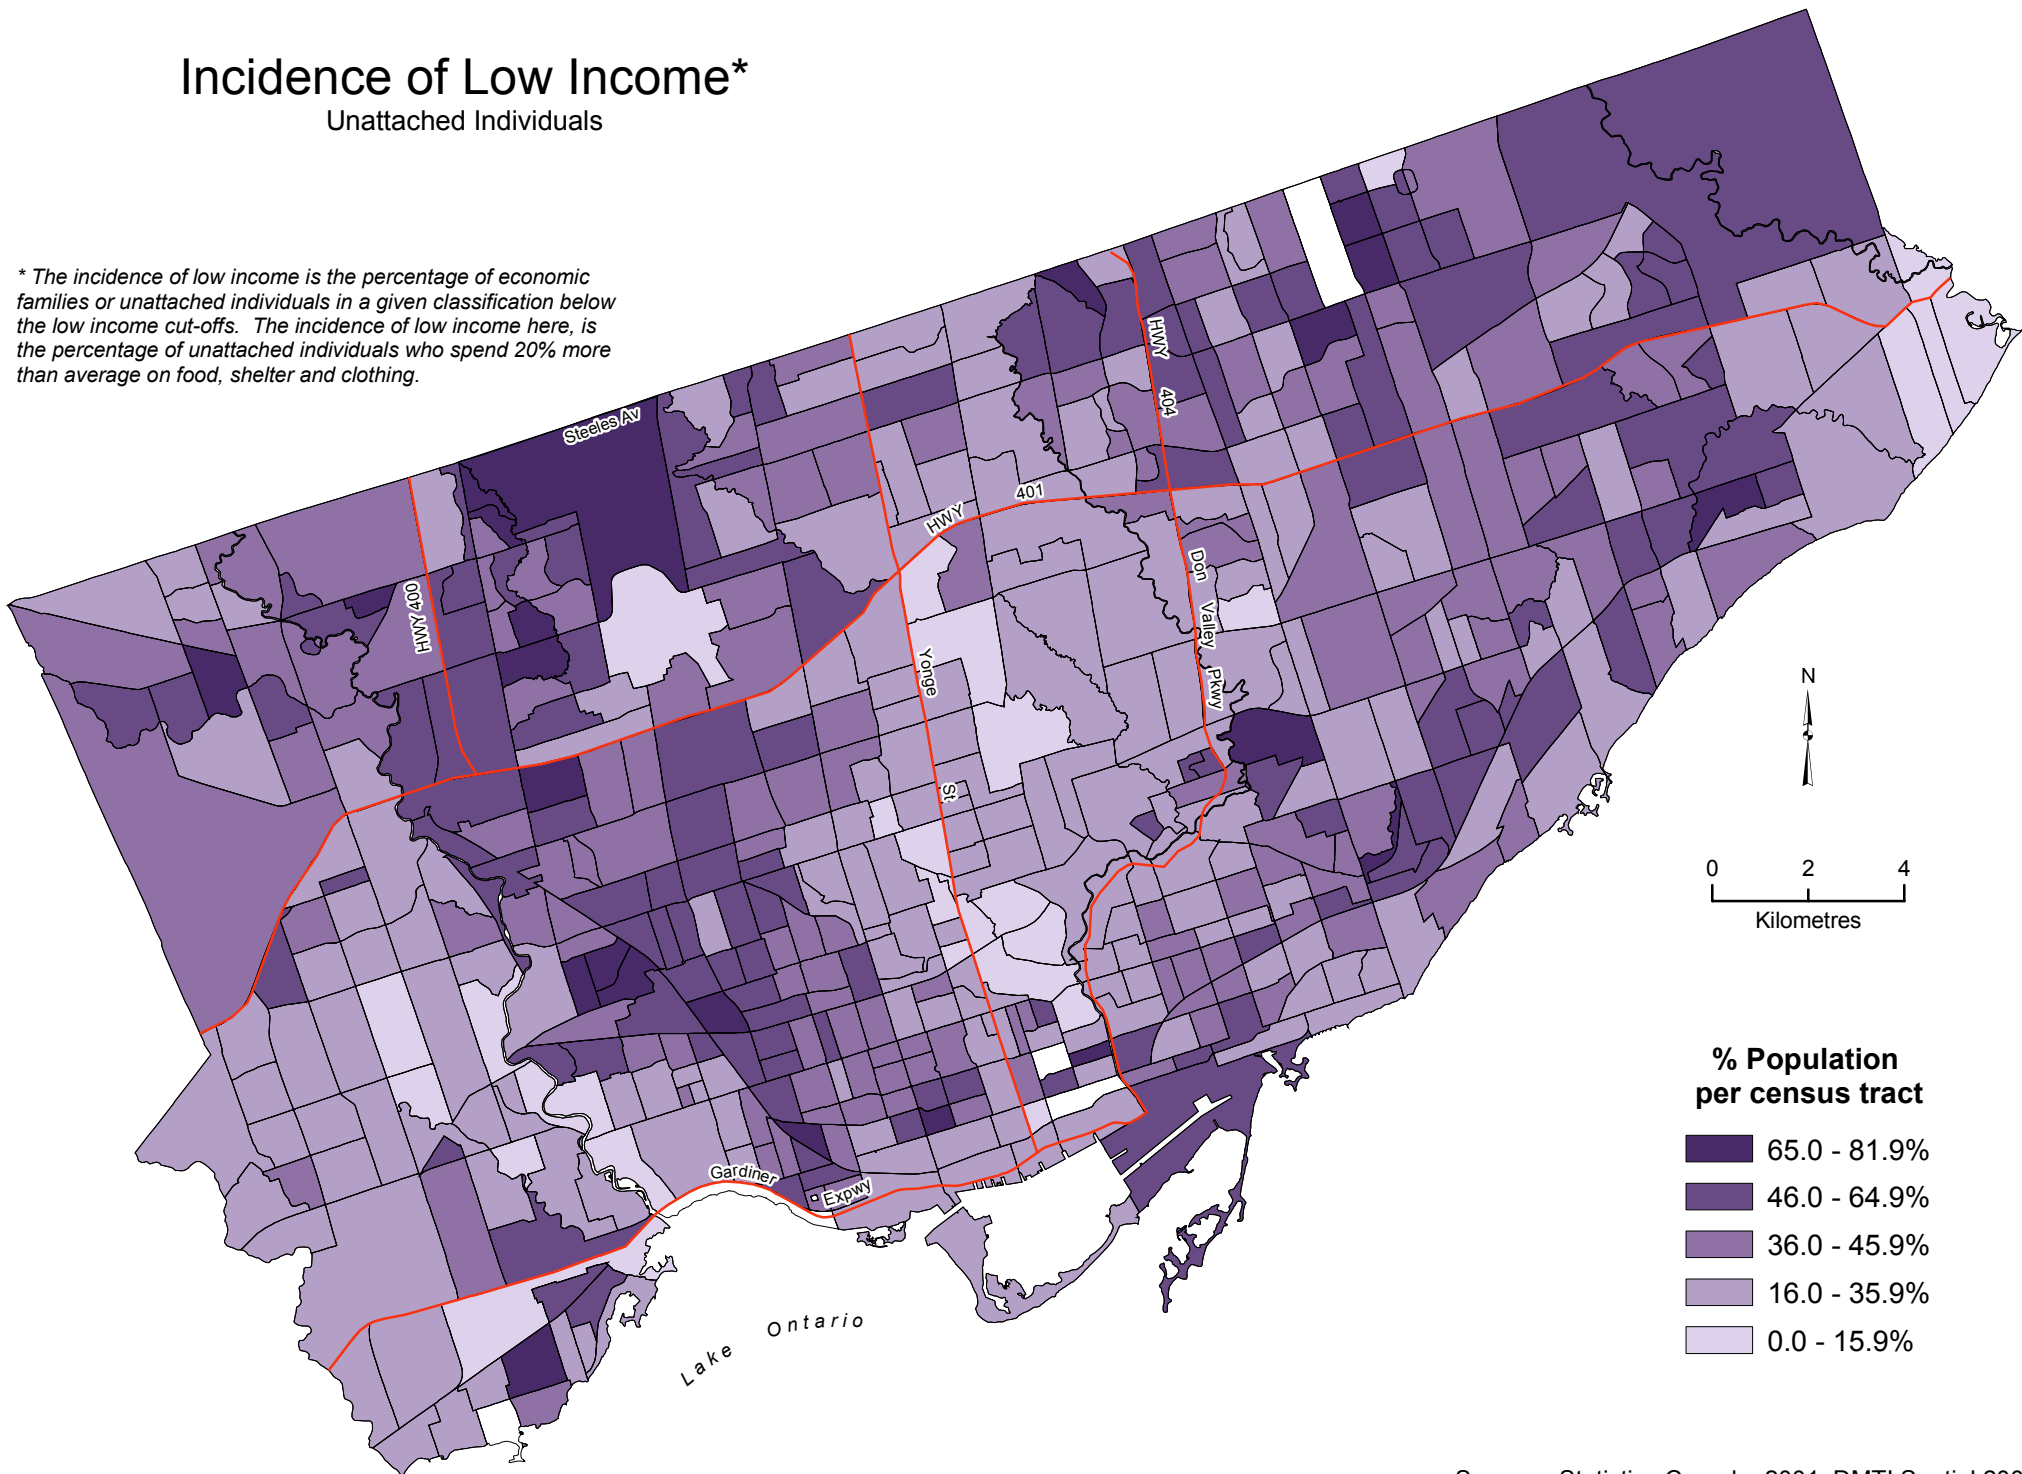 Incidence of Low Income*
Unattached Individuals
* The incidence of low income is the percentage of economic
families or unattached individuals in a given classification below
the low income cut-offs. The incidence of low income here, is
the percentage of unattached individuals who spend 20% more
than average on food, shelter and clothing.
Steeles Av
HWY 400
HWY
401
HWY
404
Don
Valley
Pkwy
Yonge
St
Gardiner
Expwy
Lake Ontario
N
0 2 4
Kilometres
% Population
per census tract
65.0 - 81.9%
46.0 - 64.9%
36.0 - 45.9%
16.0 - 35.9%
0.0 - 15.9%